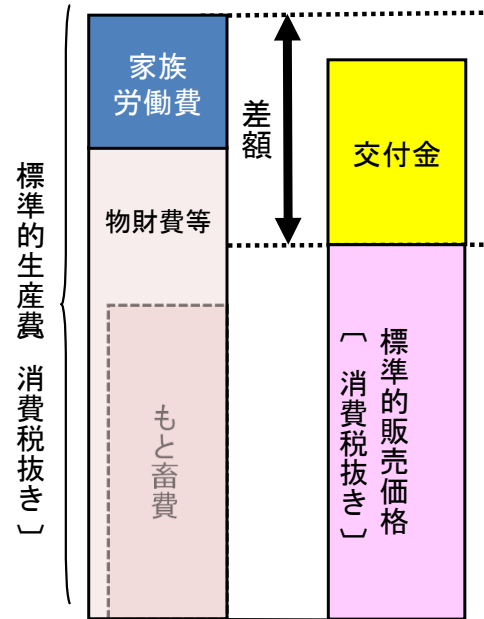 標準的生産費〔消費税抜き〕
家族
労働費
物財費等
もと畜費
差額
交付金
標準的販売価格
〔消費税抜き〕